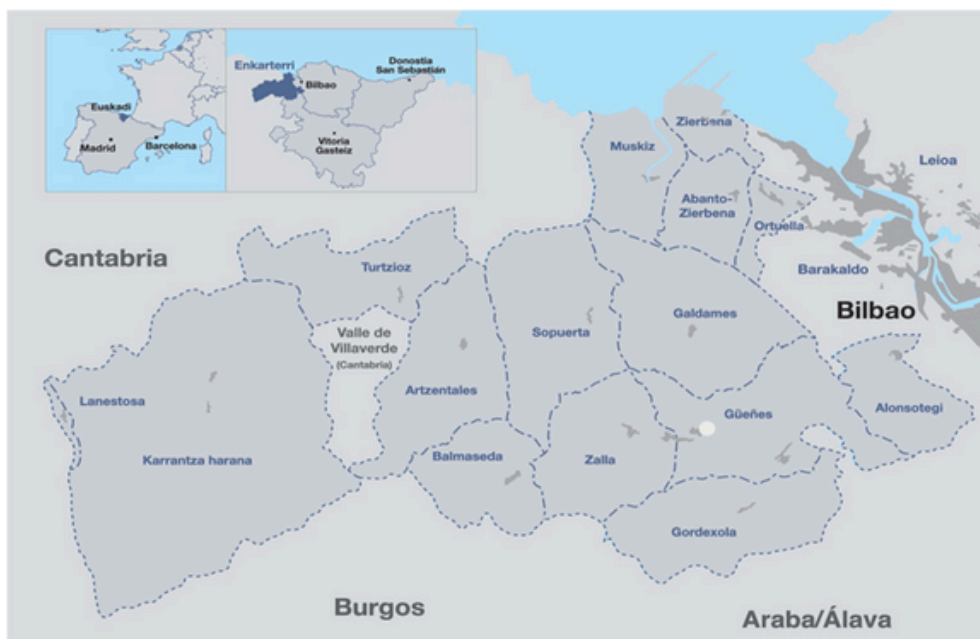 Enkarterri
Donostia
San Sebastián
Bilbao
Euskadi
Vitoria
Gasteiz
Madrid
Barcelona
Zierbena
Muskiz
Leioa
Abanto-
Zierbena
Ortuella
Cantabria
Turtzioz
Barakaldo
Bilbao
Valle de
Villaverde
(Cantabria)
Sopuerta
Galdames
Lanestosa
Artzentales
Güeñes
Alonsotegi
Karrantza harana
Balmaseda
Zalla
Gordexola
Burgos
Araba/Álava